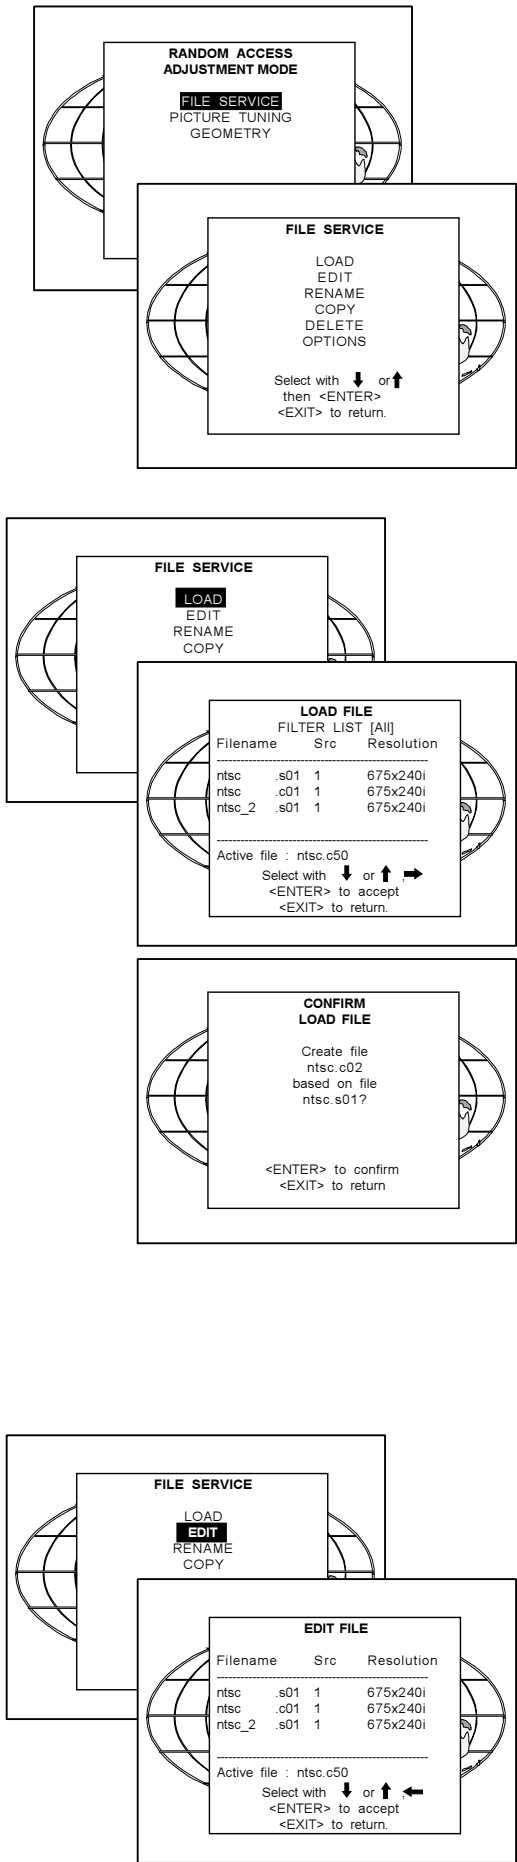 RANDOM ACCESS
ADJUSTMENT MODE
FILE SERVICE
PICTURE TUNING
GEOMETRY
FILE SERVICE
LOAD
EDIT
RENAME
COPY
DELETE
OPTIONS
Select with or
then <ENTER>
<EXIT> to return.
FILE SERVICE
LOAD
EDIT
RENAME
COPY
LOAD FILE
FILTER LIST [All]
Filename Src Resolution
ntsc .s01 1 675x240i
ntsc .c01 1 675x240i
ntsc_2 .s01 1 675x240i
Active file : ntsc.c50
Select with or ,
<ENTER> to accept
<EXIT> to return.
CONFIRM
LOAD FILE
Create file
ntsc.c02
based on file
ntsc.s01?
<ENTER> to confirm
<EXIT> to return
FILE SERVICE
LOAD
EDIT
RENAME
COPY
EDIT FILE
Filename Src Resolution
ntsc .s01 1 675x240i
ntsc .c01 1 675x240i
ntsc_2 .s01 1 675x240i
Active file : ntsc.c50
Select with or ,
<ENTER> to accept
<EXIT> to return.